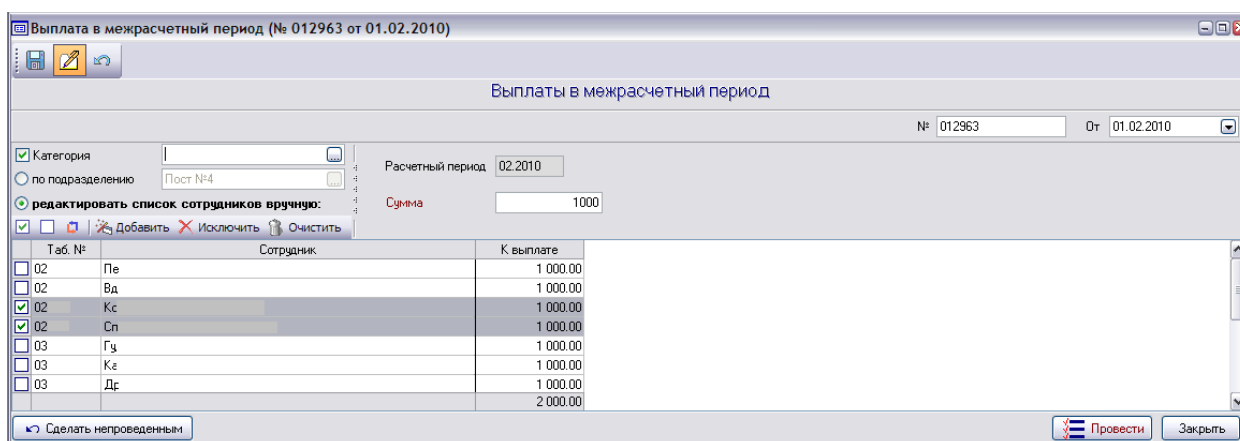 Выплата в межрасчетный период (№ 012963 от 01.02.2010)
Выплаты в межрасчетный период
№ 012963 От 01.02.2010
Категория
Расчетный период 02.2010
по подразделению Пост №4
редактировать список сотрудников вручную:
Сумма 1000
Добавить Исключить Очистить
Таб. № Сотрудник К выплате
02 Пе 1 000.00
02 Вд 1 000.00
02 Кс 1 000.00
02 Сп 1 000.00
03 Гу 1 000.00
03 Ка 1 000.00
03 Др 1 000.00
2 000.00
Сделать непроведенным Провести Закрыть